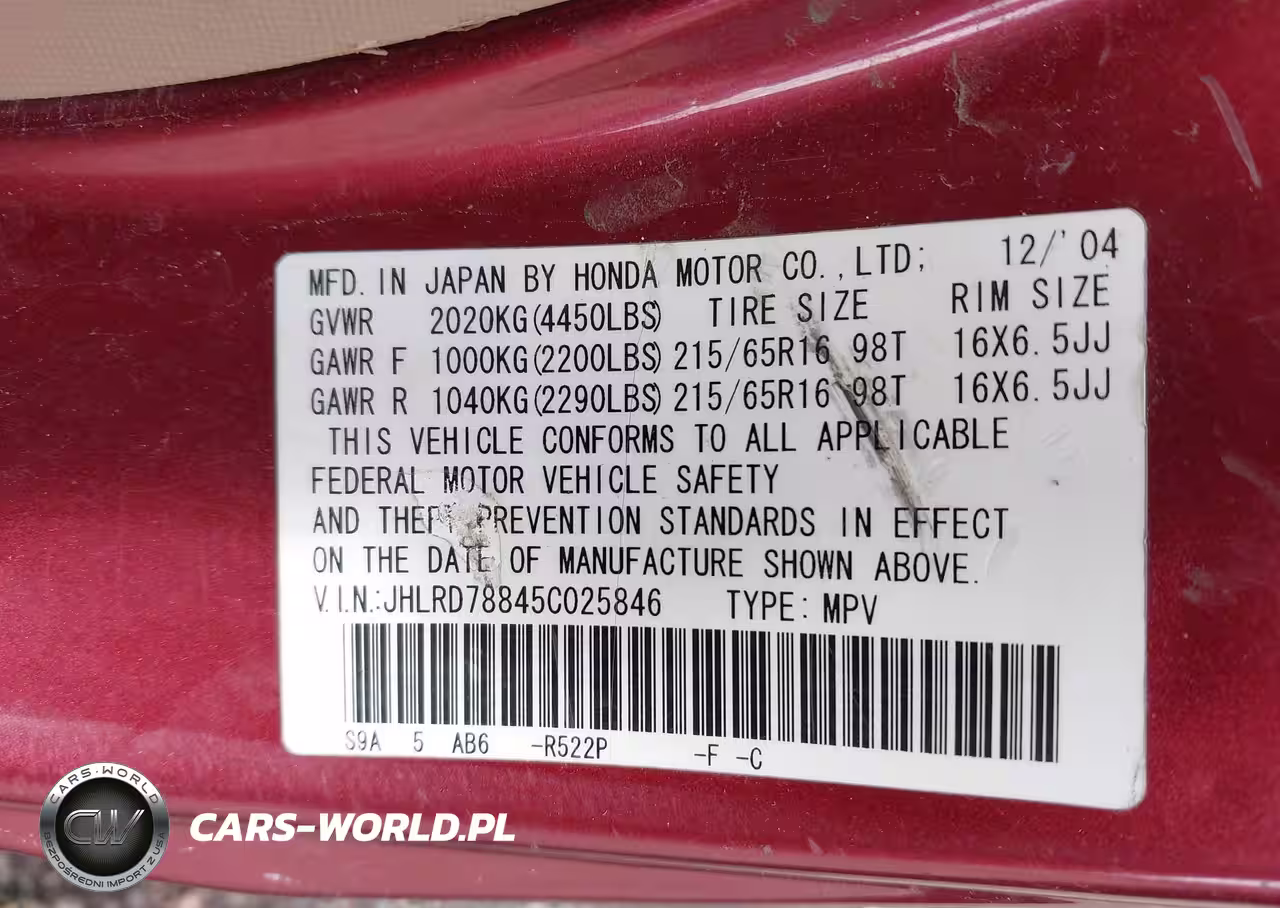 MFD. IN JAPAN BY HONDA MOTOR CO., LTD; 12/'04
GVWR 2020KG(4450LBS) TIRE SIZE RIM SIZE
GAWR F 1000KG(2200LBS) 215/65R16 98T 16X6.5JJ
GAWR R 1040KG(2290LBS) 215/65R16 98T 16X6.5JJ
THIS VEHICLE CONFORMS TO ALL APPLICABLE
FEDERAL MOTOR VEHICLE SAFETY
AND THEFT PREVENTION STANDARDS IN EFFECT
ON THE DATE OF MANUFACTURE SHOWN ABOVE.
V.I.N.:JHLRD78845C025846 TYPE: MPV
S9A 5 AB6 -R522P -F -C
CARS-WORLD
CW
BEZPOŚREDNI IMPORT Z USA
CARS-WORLD.PL